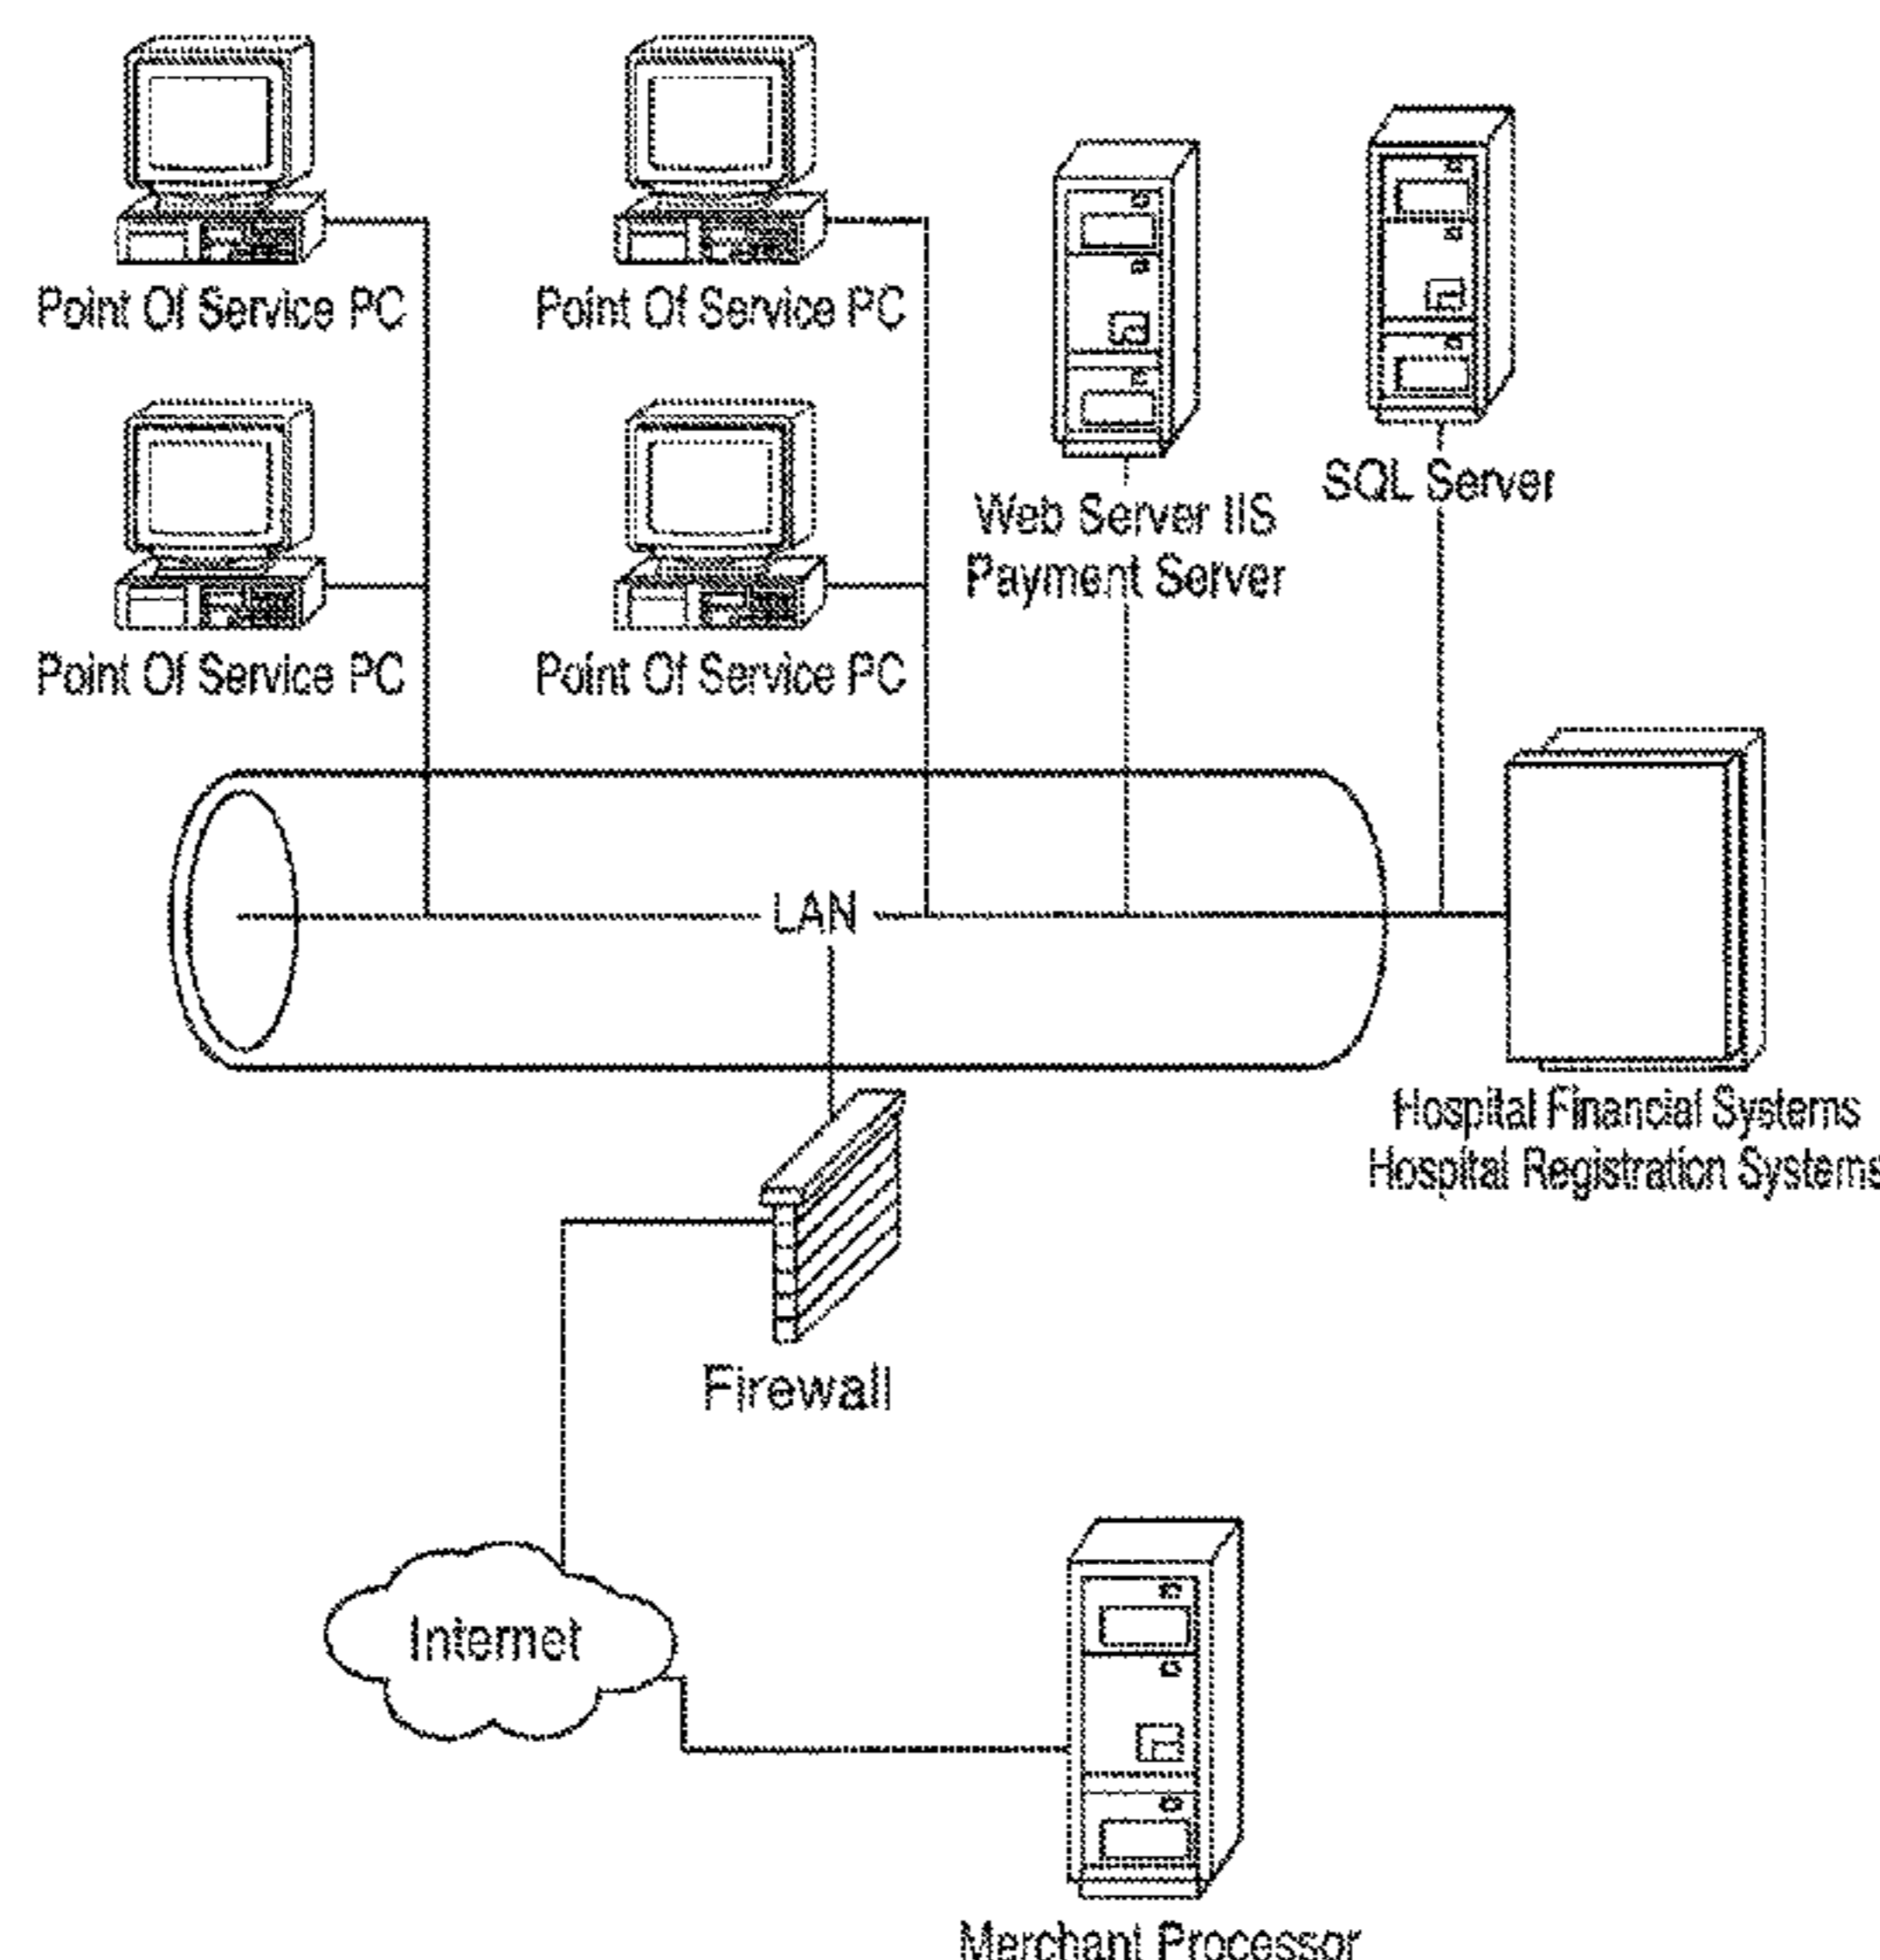 Point Of Service PC
Point Of Service PC
Web Server IIS
Payment Server
SQL Server
Point Of Service PC
Point Of Service PC
LAN
Hospital Financial Systems
Hospital Registration Systems
Firewall
Internet
Merchant Processor